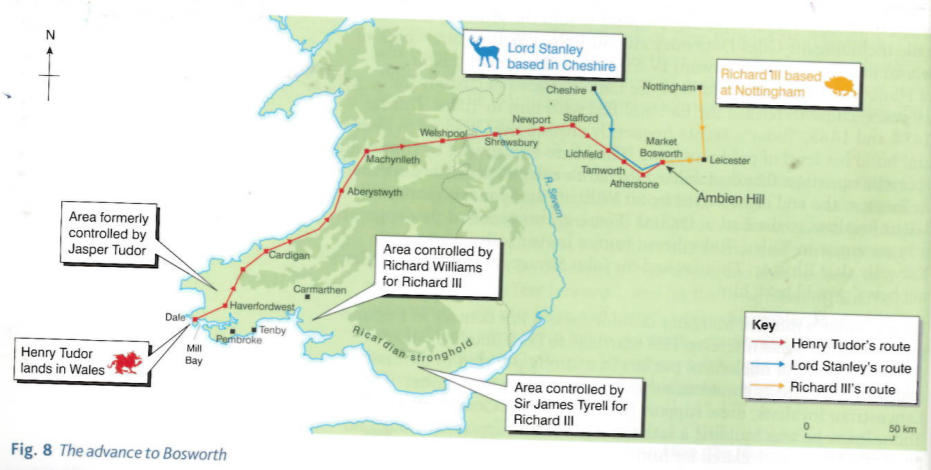 N
Lord Stanley
based in Cheshire
Richard III based
at Nottingham
Cheshire
Nottingham
Newport
Stafford
Welshpool
Shrewsbury
Market
Bosworth
Lichfield
Leicester
Tamworth
Atherstone
Ambien Hill
Machynlleth
Aberystwyth
R. Severn
Area formerly
controlled by
Jasper Tudor
Cardigan
Area controlled by
Richard Williams
for Richard III
Carmarthen
Haverfordwest
Dale
Pembroke
Tenby
Mill
Bay
Henry Tudor
lands in Wales
Ricardian stronghold
Area controlled by
Sir James Tyrell for
Richard III
Key
Henry Tudor's route
Lord Stanley's route
Richard III's route
0 50 km
Fig. 8 The advance to Bosworth